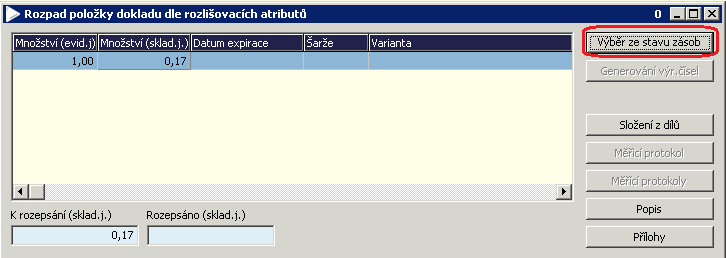 Rozpad položky dokladu dle rozlišovacích atributů 0
Množství (evid.j) Množství (sklad.j.) Datum expirace Šarže Varianta
1,00 0,17
Výběr ze stavu zásob
Generování výr.čísel
Složení z dílů
Měřicí protokol
Měřicí protokoly
Popis
Přílohy
K rozepsání (sklad.j.) Rozepsáno (sklad.j.)
0,17